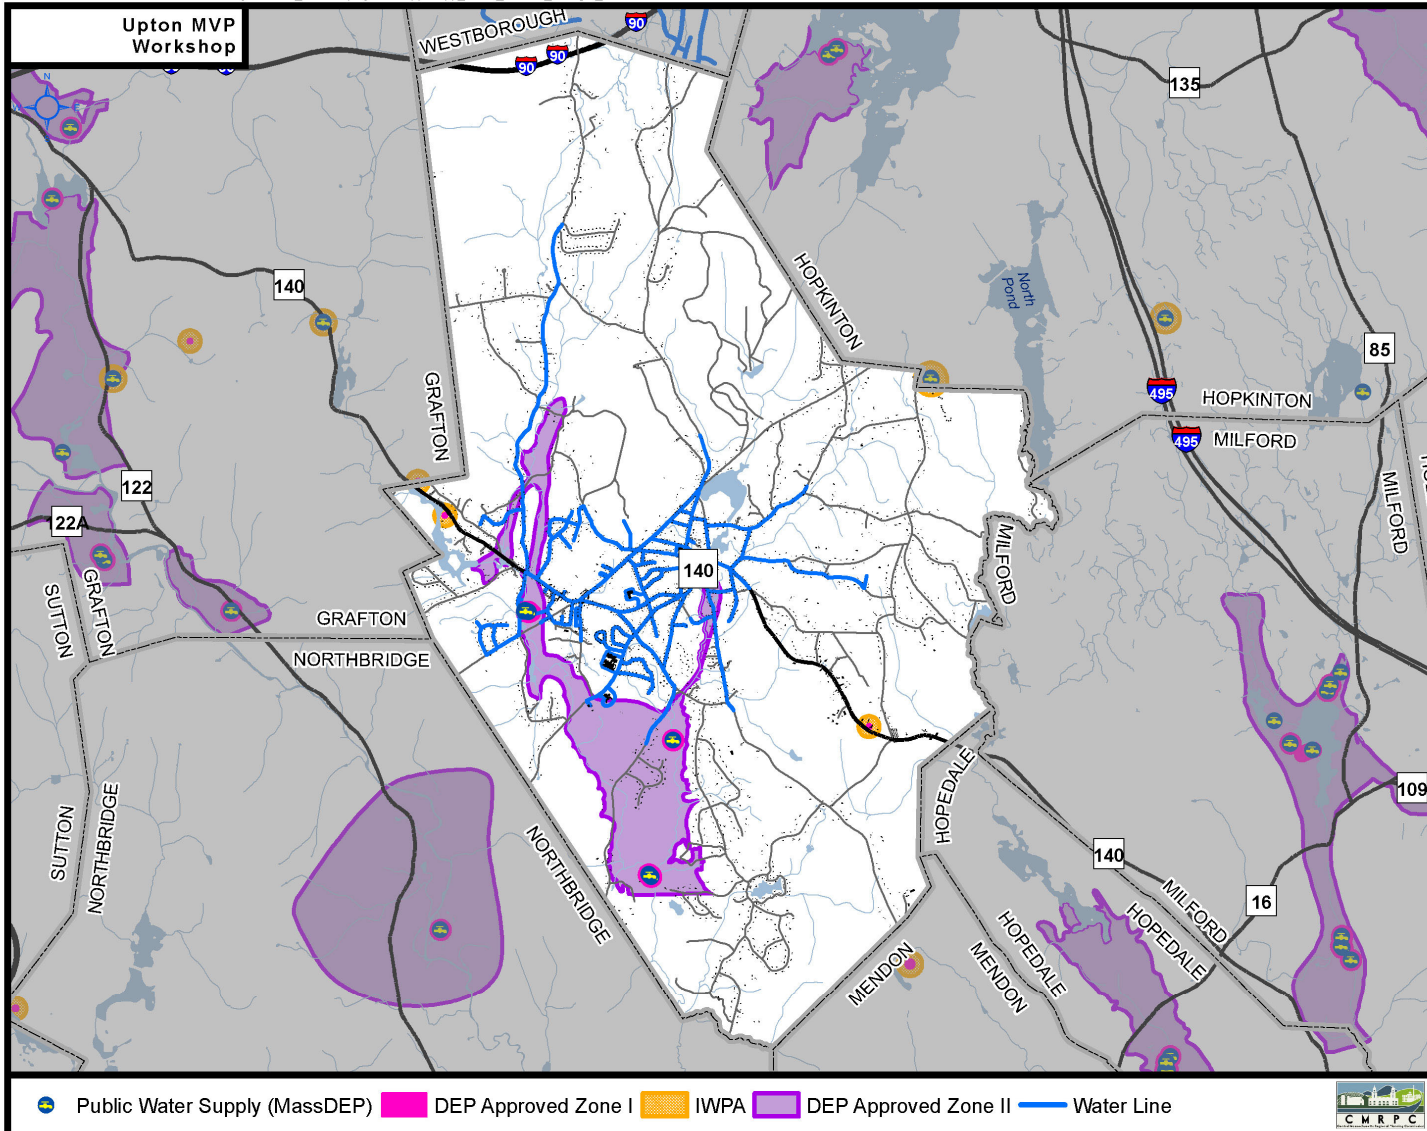 Upton MVP
Workshop
WESTBOROUGH
90
90
90
135
N
140
HOPKINTON
North
Pond
85
GRAFTON
495
HOPKINTON
495
MILFORD
MILFORD
122
122A
SUTTON
GRAFTON
GRAFTON
NORTHBRIDGE
140
MILFORD
SUTTON
NORTHBRIDGE
NORTHBRIDGE
HOPEDALE
109
140
16
MILFORD
HOPEDALE
HOPEDALE
MENDON
MENDON
Public Water Supply (MassDEP)
DEP Approved Zone I
IWPA
DEP Approved Zone II
Water Line
CMRPC